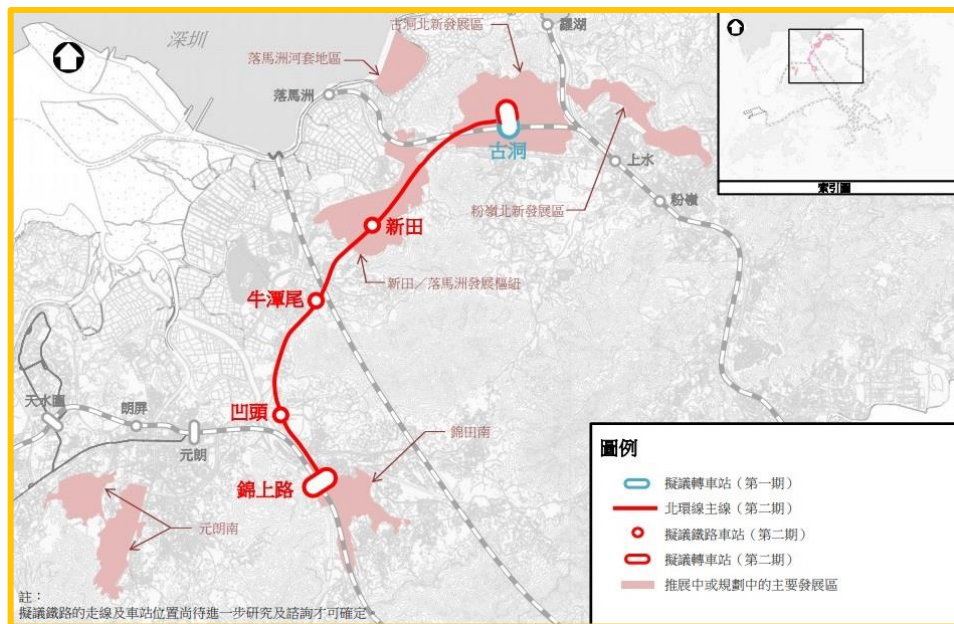 深圳
古洞北新發展區
羅湖
落馬洲河套地區
落馬洲
古洞
上水
粉嶺
粉嶺北新發展區
索引圖
新田
新田/落馬洲發展樞紐
牛潭尾
凹頭
天水圍
朗屏
元朗
錦田南
錦上路
元朗南
圖例
擬議轉車站(第一期)
北環線主線(第二期)
擬議鐵路車站(第二期)
擬議轉車站(第二期)
推展中或規劃中的主要發展區
註:
擬議鐵路的走線及車站位置尚待進一步研究及諮詢才可確定。